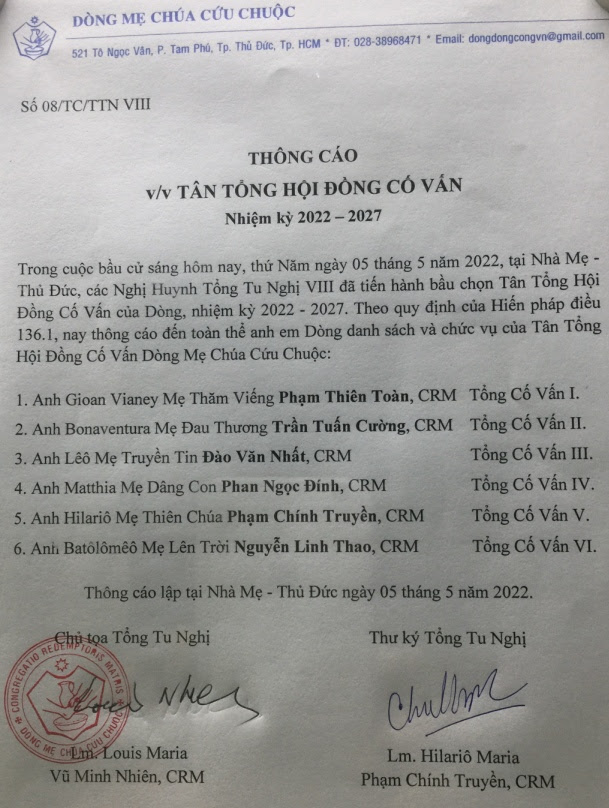 DÒNG MẸ CHÚA CỨU CHUỘC
521 Tô Ngọc Vân, P. Tam Phú, Tp. Thủ Đức, Tp. HCM * ĐT: 028-38968471 * Email: dongdongcongvn@gmail.com
Số 08/TC/TTN VIII
THÔNG CÁO
v/v TÂN TỔNG HỘI ĐỒNG CỐ VẤN
Nhiệm kỳ 2022 – 2027
Trong cuộc bầu cử sáng hôm nay, thứ Năm ngày 05 tháng 5 năm 2022, tại Nhà Mẹ -
Thủ Đức, các Nghị Huynh Tổng Tu Nghị VIII đã tiến hành bầu chọn Tân Tổng Hội
Đồng Cố Vấn của Dòng, nhiệm kỳ 2022 - 2027. Theo quy định của Hiến pháp điều
136.1, nay thông cáo đến toàn thể anh em Dòng danh sách và chức vụ của Tân Tổng
Hội Đồng Cố Vấn Dòng Mẹ Chúa Cứu Chuộc:
1. Anh Gioan Vianey Mẹ Thăm Viếng Phạm Thiên Toàn, CRM Tổng Cố Vấn I.
2. Anh Bonaventura Mẹ Đau Thương Trần Tuấn Cường, CRM Tổng Cố Vấn II.
3. Anh Lêô Mẹ Truyền Tin Đào Văn Nhất, CRM Tổng Cố Vấn III.
4. Anh Matthia Mẹ Dâng Con Phan Ngọc Đính, CRM Tổng Cố Vấn IV.
5. Anh Hilariô Mẹ Thiên Chúa Phạm Chính Truyền, CRM Tổng Cố Vấn V.
6. Anh Batôlômêô Mẹ Lên Trời Nguyễn Linh Thao, CRM Tổng Cố Vấn VI.
Thông cáo lập tại Nhà Mẹ - Thủ Đức ngày 05 tháng 5 năm 2022.
Chủ tọa Tổng Tu Nghị Thư ký Tổng Tu Nghị
CONGREGATIO REDEMPTORIS MATRIS
DÒNG MẸ CHÚA CỨU CHUỘC
Lm. Louis Maria Lm. Hilariô Maria
Vũ Minh Nhiên, CRM Phạm Chính Truyền, CRM